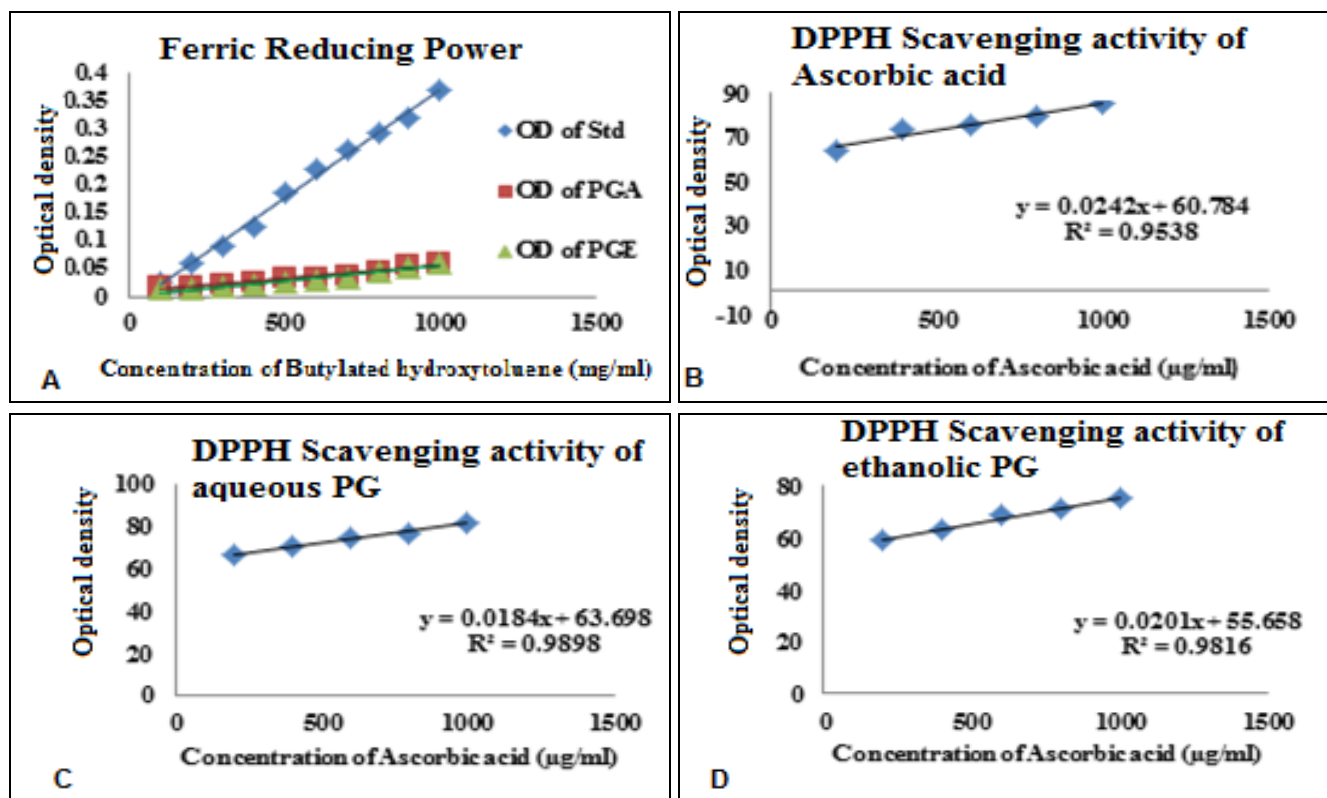 Ferric Reducing Power
0.4
0.35
0.3
0.25
0.2
0.15
0.1
0.05
0
0 500 1000 1500
Optical density
OD of Std
OD of PGA
OD of PGE
Concentration of Butylated hydroxytoluene (mg/ml)
A
DPPH Scavenging activity of
Ascorbic acid
90
70
50
30
10
-10
0 500 1000 1500
Optical density
y = 0.0242x + 60.784
R² = 0.9538
Concentration of Ascorbic acid (µg/ml)
B
DPPH Scavenging activity of
aqueous PG
100
80
60
40
20
0
0 500 1000 1500
Optical density
y = 0.0184x + 63.698
R² = 0.9898
Concentration of Ascorbic acid (µg/ml)
C
DPPH Scavenging activity of
ethanolic PG
80
60
40
20
0
0 500 1000 1500
Optical density
y = 0.0201x + 55.658
R² = 0.9816
Concentration of Ascorbic acid (µg/ml)
D